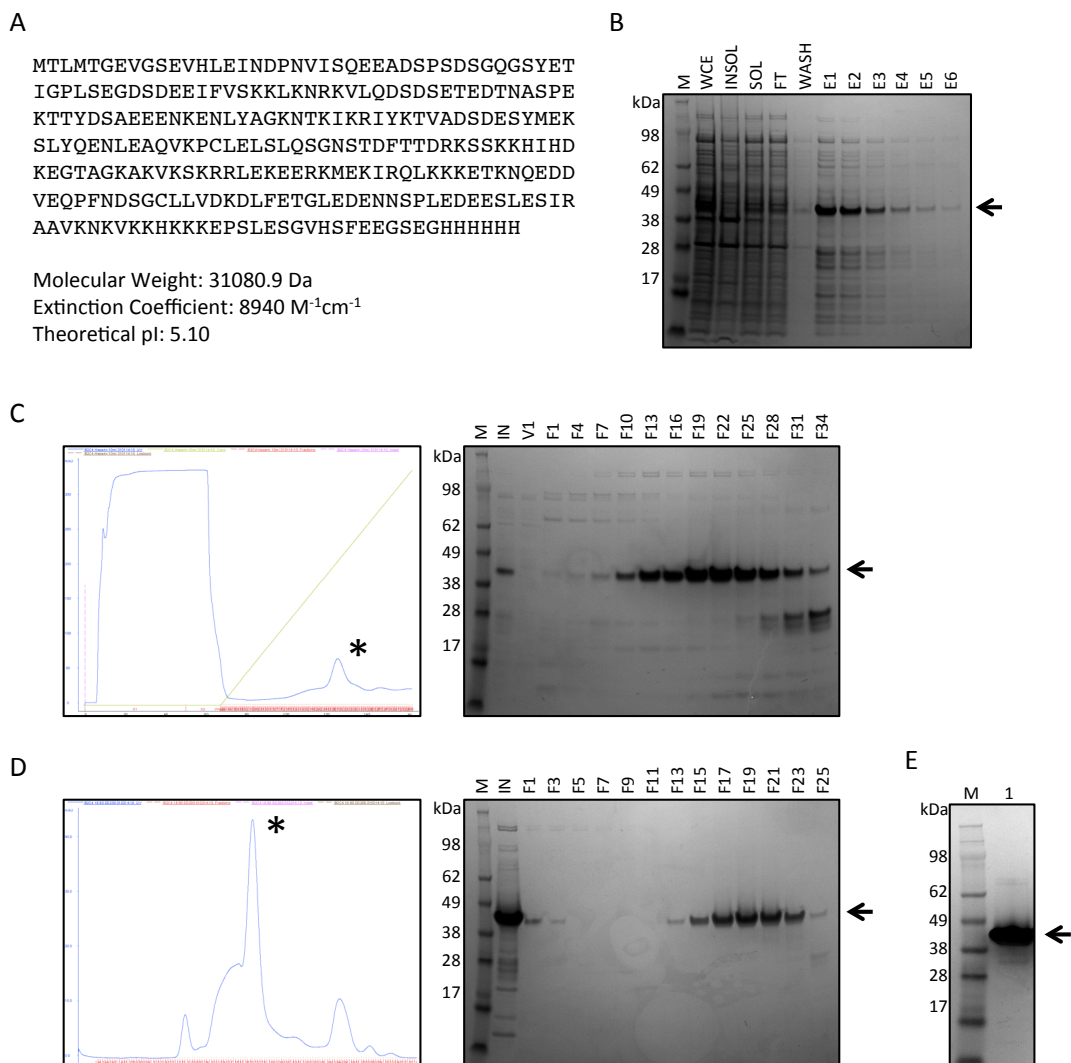 A
MTLMTGEVGSEVHLEINDPNVISQEEADSPSDSGQGSYET
IGPLSEGDSDEEIFVSKKLKNRKVLQDSDSETEDTNASPE
KTTYDSAEEENKENLYAGKNTKIKRIYKTVADSDESYMEK
SLYQENLEAQVKPCLELSLQSGNSTDFTTDRKSSKKHIHD
KEGTAGKAKVKSKRRLEKEERKMEKIRQLKKKETKNQEDD
VEQPFNDSGCLLVDKDLFETGLEDENNSPLEDEESLESIR
AAVKNKVKKHKKKEPSLESGVHSFEEGSEGHHHHHH
Molecular Weight: 31080.9 Da
Extinction Coefficient: 8940 M⁻¹cm⁻¹
Theoretical pI: 5.10
B
M WCE INSOL SOL FT WASH E1 E2 E3 E4 E5 E6
kDa
98
62
49
38
28
17
C
*
M IN V1 F1 F4 F7 F10 F13 F16 F19 F22 F25 F28 F31 F34
kDa
98
62
49
38
28
17
D
*
M IN F1 F3 F5 F7 F9 F11 F13 F15 F17 F19 F21 F23 F25
kDa
98
62
49
38
28
17
E
M 1
kDa
98
62
49
38
28
17